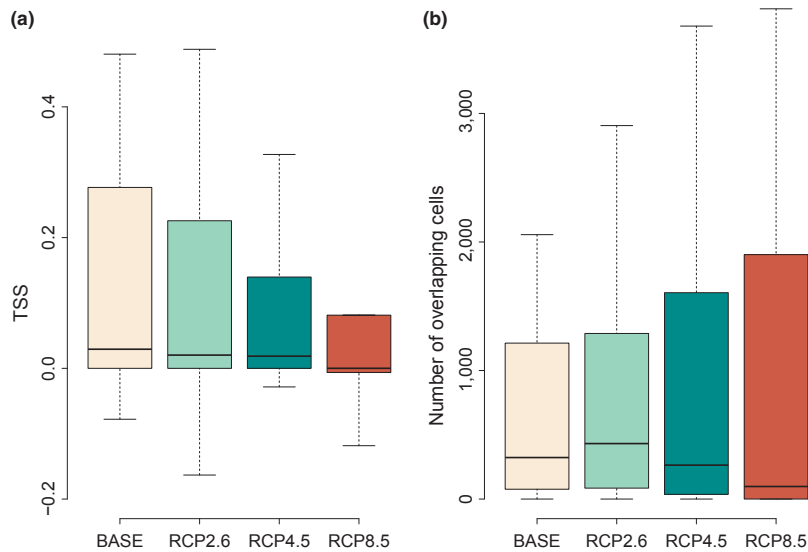 (a)
TSS
0.4
0.2
0.0
−0.2
BASE RCP2.6 RCP4.5 RCP8.5
(b)
Number of overlapping cells
3,000
2,000
1,000
0
BASE RCP2.6 RCP4.5 RCP8.5